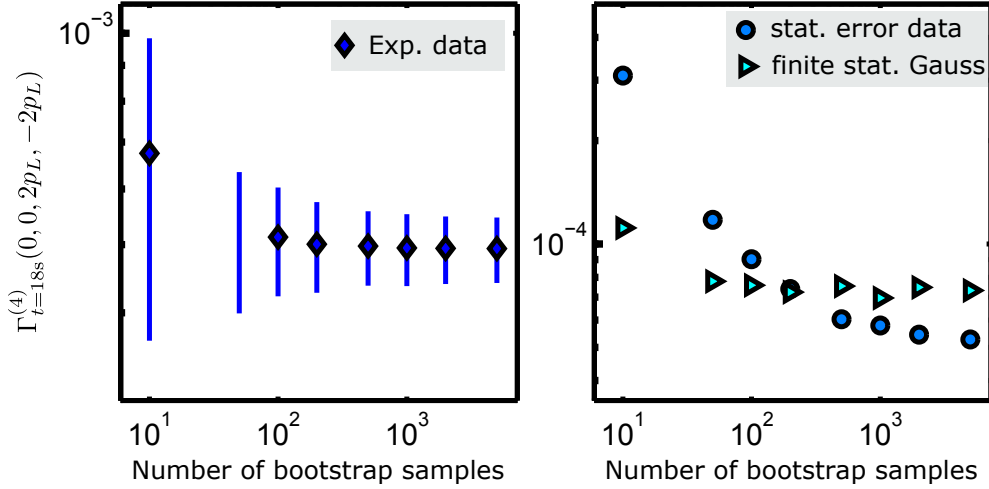 Γ^{(4)}_{t=18s}(0, 0, 2p_L, −2p_L)
10^{-3}
Exp. data
10^1
10^2
10^3
Number of bootstrap samples
stat. error data
finite stat. Gauss
10^{-4}
10^1
10^2
10^3
Number of bootstrap samples